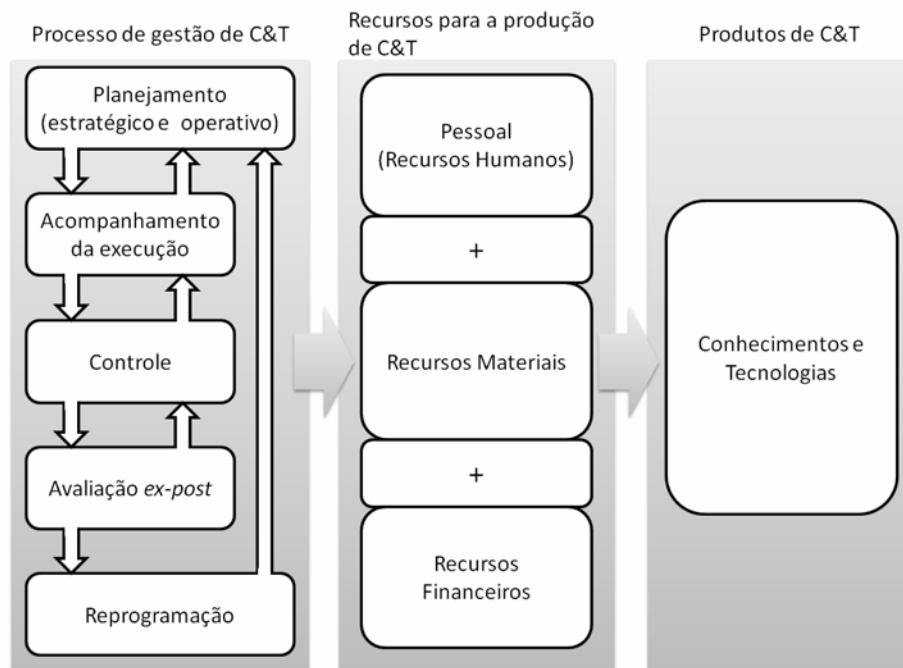 Processo de gestão de C&T
Planejamento
(estratégico e operativo)
Acompanhamento
da execução
Controle
Avaliação ex-post
Reprogramação
Recursos para a produção
de C&T
Pessoal
(Recursos Humanos)
+
Recursos Materiais
+
Recursos
Financeiros
Produtos de C&T
Conhecimentos e
Tecnologias